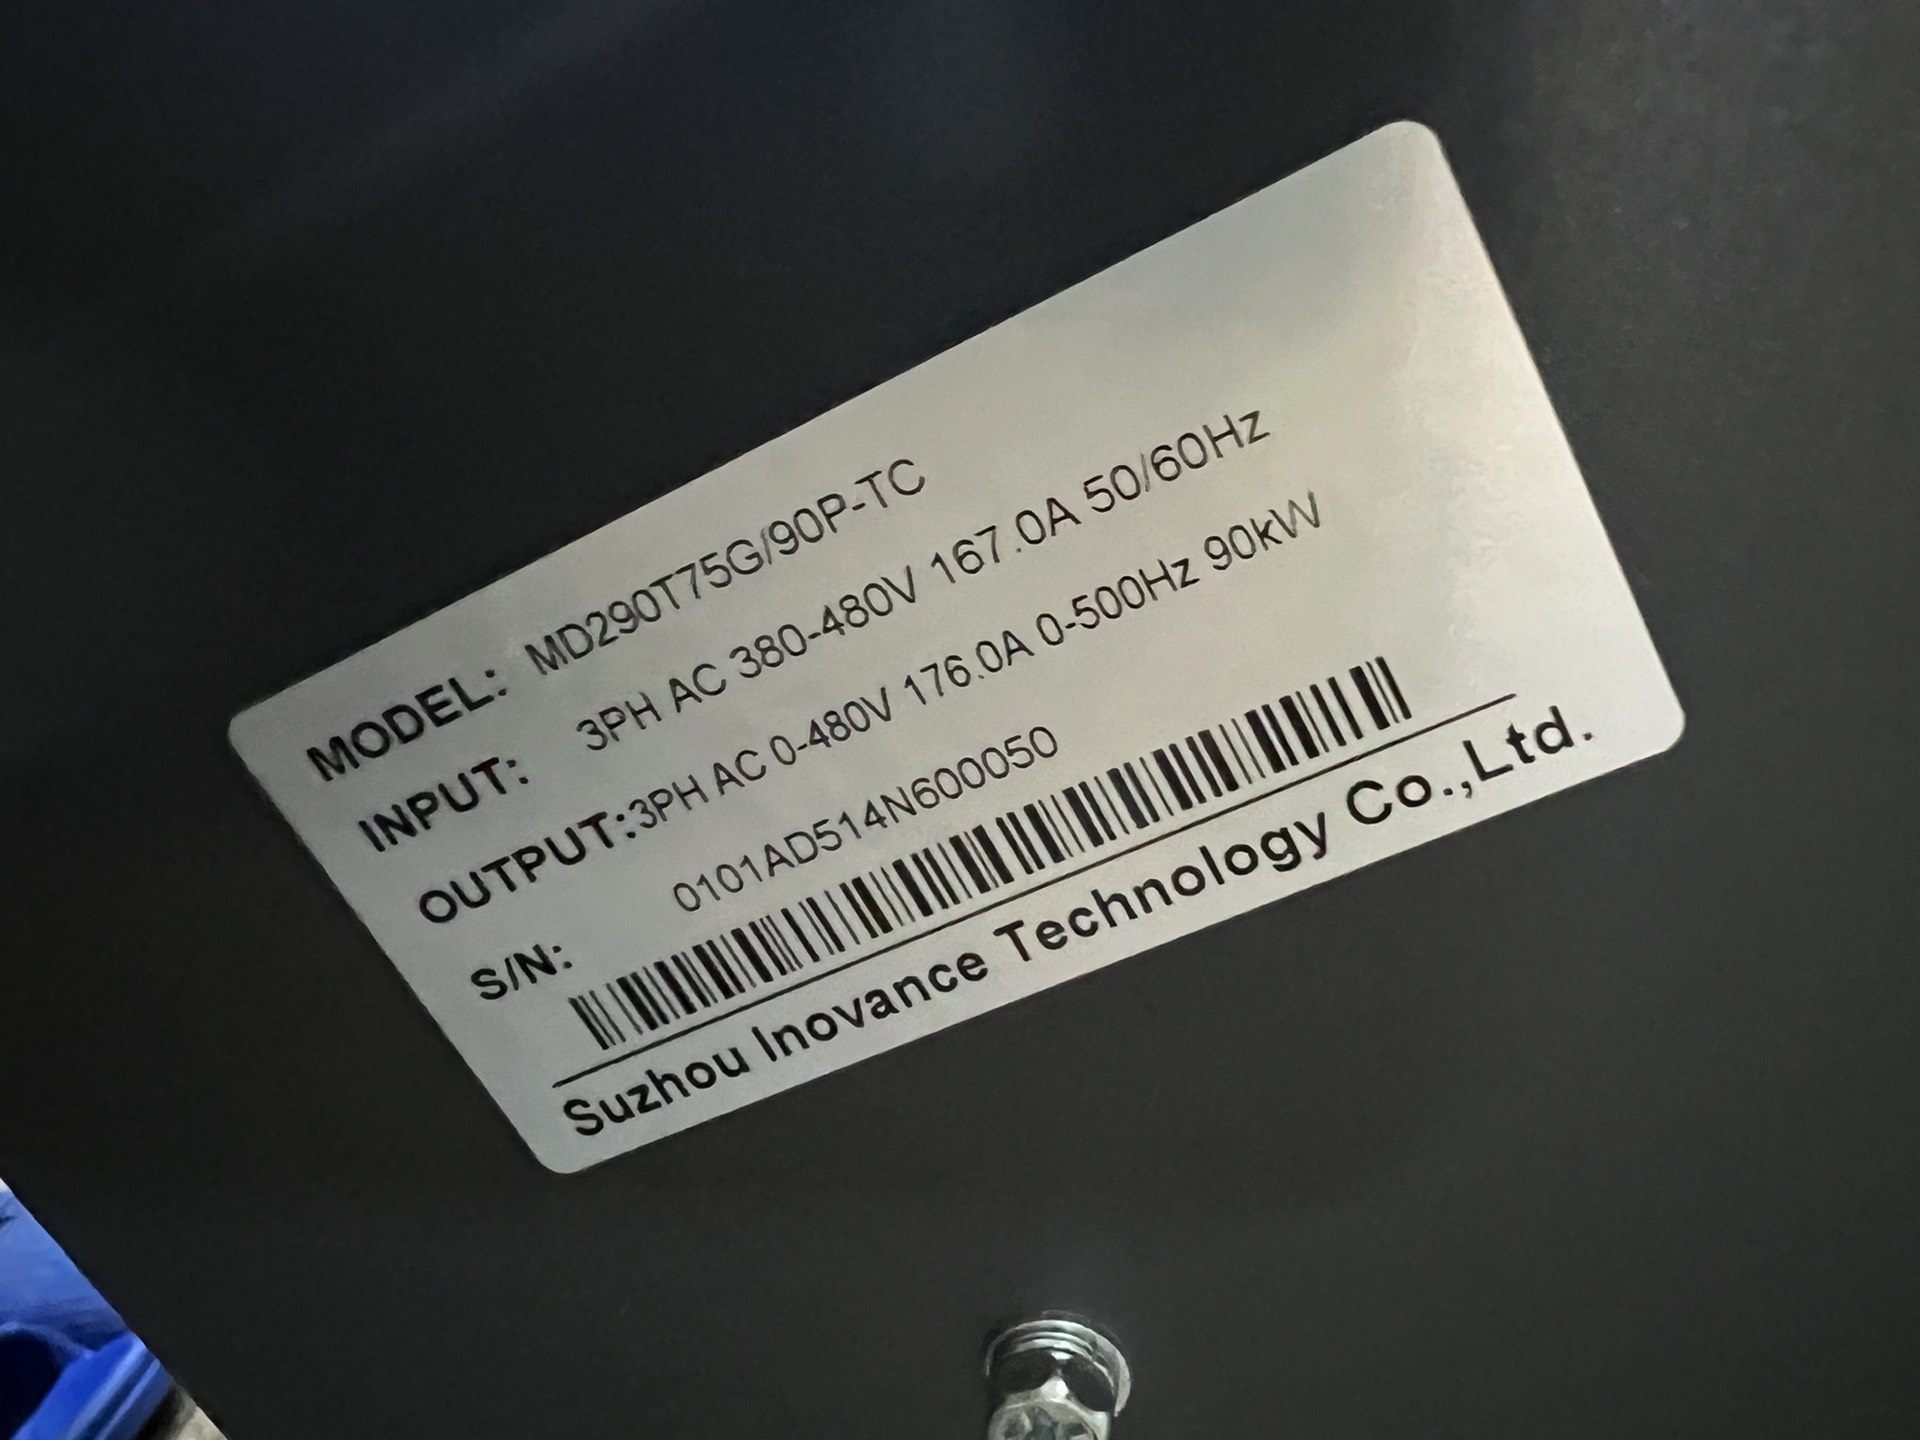 MODEL: MD290T75G/90P-TC
INPUT: 3PH AC 380-480V 167.0A 50/60Hz
OUTPUT:3PH AC 0-480V 176.0A 0-500Hz 90kW
S/N: 0101AD514N600050
Suzhou Inovance Technology Co.,Ltd.